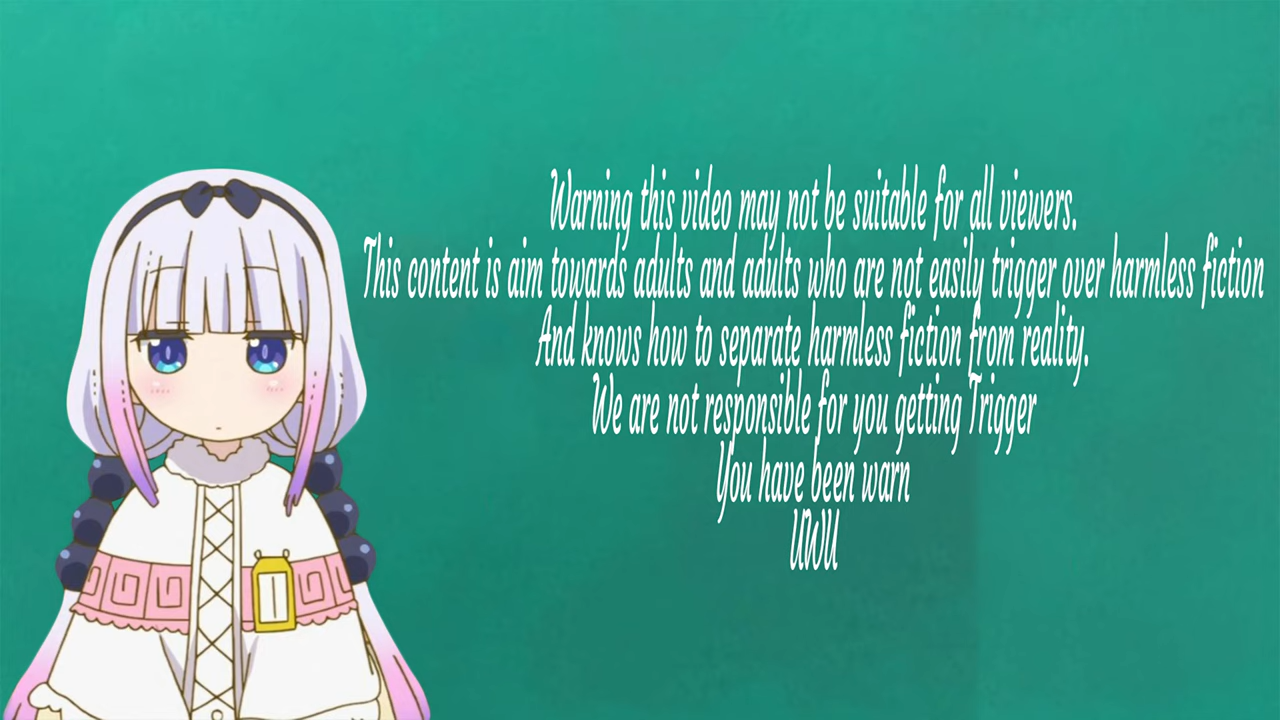 Warning this video may not be suitable for all viewers.
This content is aim towards adults and adults who are not easily trigger over harmless fiction
And knows how to separate harmless fiction from reality.
We are not responsible for you getting Trigger
You have been warn
UWU